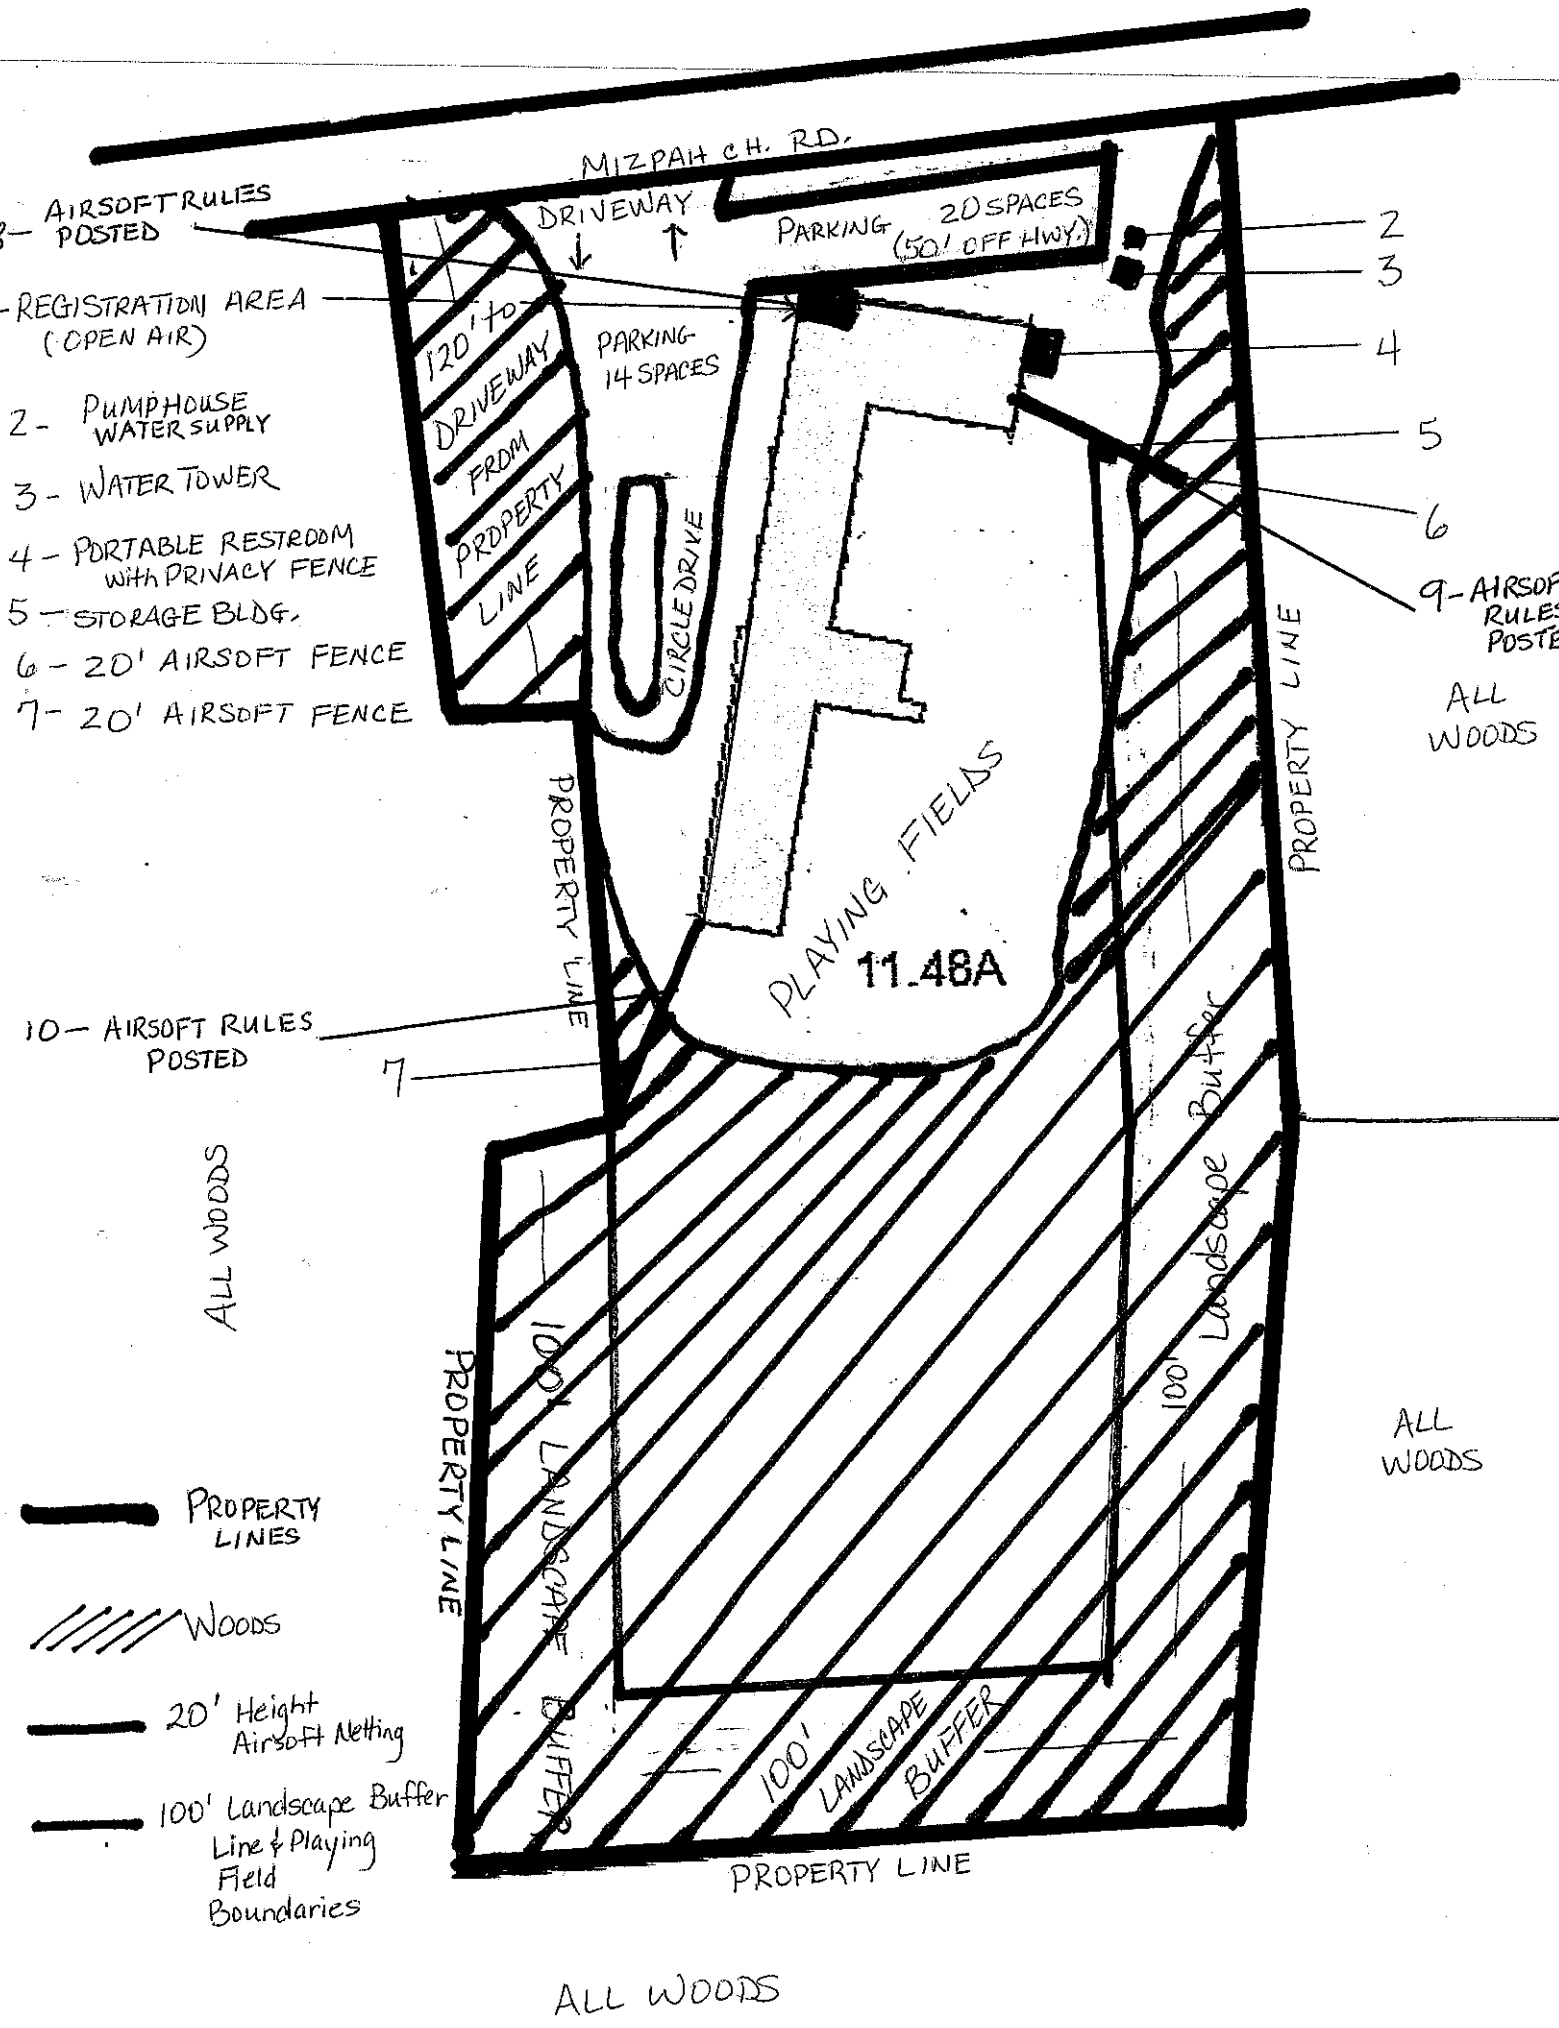 MIZPAH CH. RD.
8- AIRSOFT RULES
POSTED
DRIVEWAY
PARKING 20 SPACES
(50' OFF HWY.)
2
3
- REGISTRATION AREA
(OPEN AIR)
120' to
DRIVEWAY
FROM
PROPERTY
LINE
PARKING
14 SPACES
4
2- PUMPHOUSE
WATER SUPPLY
5
3- WATER TOWER
6
4- PORTABLE RESTROOM
with PRIVACY FENCE
CIRCLE DRIVE
9- AIRSOF
RULES
POSTE
5- STORAGE BLDG.
6- 20' AIRSOFT FENCE
7- 20' AIRSOFT FENCE
PROPERTY LINE
ALL
WOODS
PROPERTY LINE
PLAYING FIELDS
11.48A
10- AIRSOFT RULES
POSTED
7
ALL WOODS
100' Landscape Buffer
PROPERTY LINE
100' LANDSCAPE BUFFER
ALL
WOODS
PROPERTY
LINES
WOODS
20' Height
Airsoft Netting
100' LANDSCAPE
BUFFER
100' Landscape Buffer
Line & Playing
Field
Boundaries
PROPERTY LINE
ALL WOODS